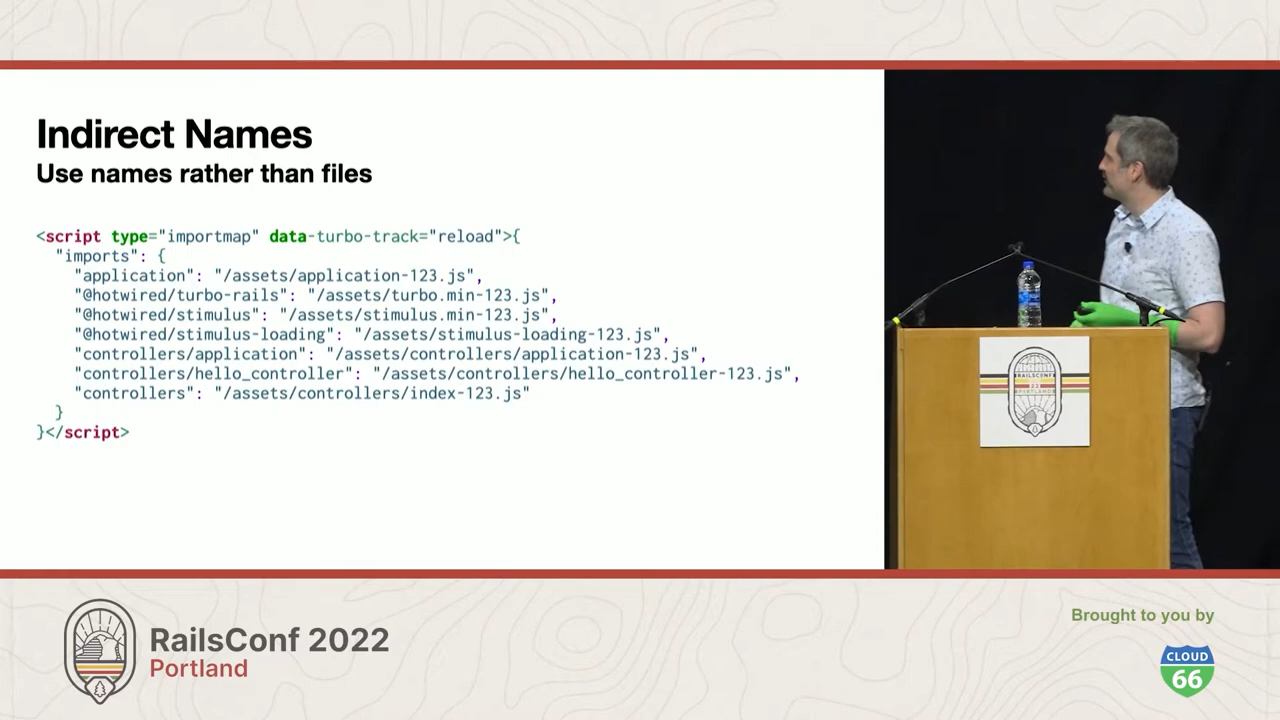 Indirect Names
Use names rather than files
<script type="importmap" data-turbo-track="reload">{
  "imports": {
    "application": "/assets/application-123.js",
    "@hotwired/turbo-rails": "/assets/turbo.min-123.js",
    "@hotwired/stimulus": "/assets/stimulus.min-123.js",
    "@hotwired/stimulus-loading": "/assets/stimulus-loading-123.js",
    "controllers/application": "/assets/controllers/application-123.js",
    "controllers/hello_controller": "/assets/controllers/hello_controller-123.js",
    "controllers": "/assets/controllers/index-123.js"
  }
}</script>
RAILSCONF
PORTLAND
RailsConf 2022
Portland
Brought to you by
CLOUD
66